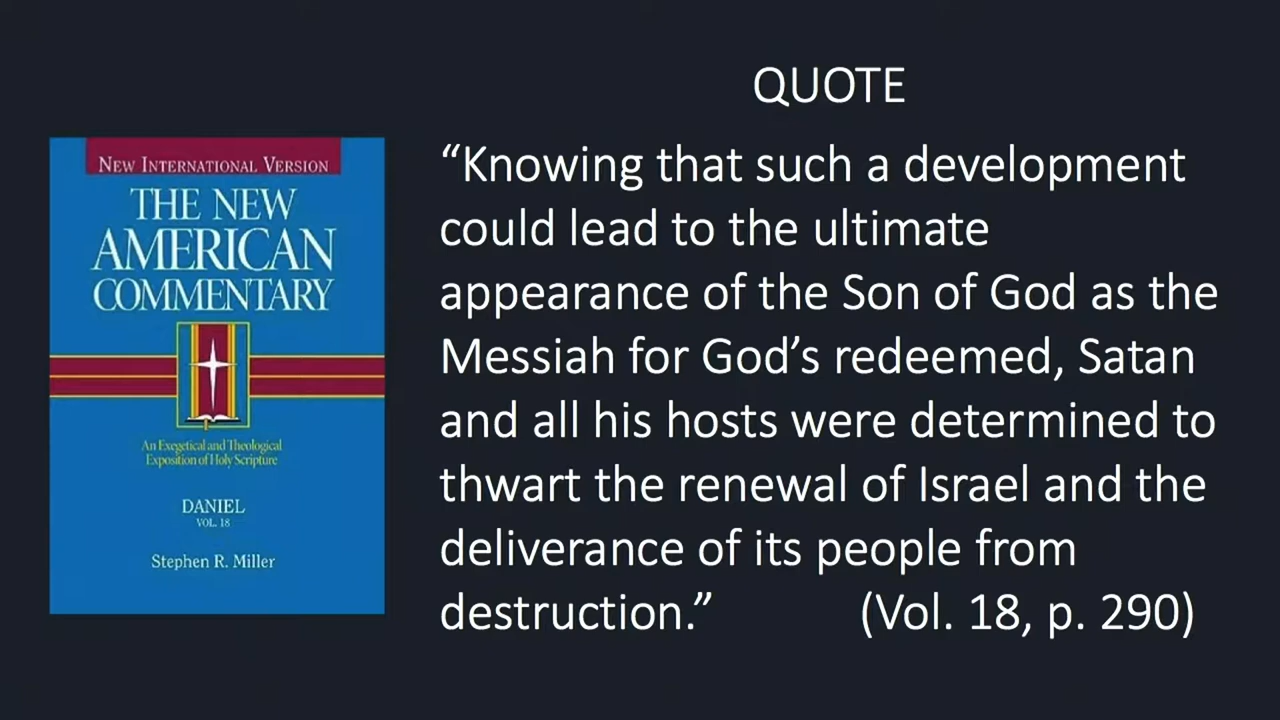 QUOTE
NEW INTERNATIONAL VERSION
THE NEW
AMERICAN
COMMENTARY
An Exegetical and Theological
Exposition of Holy Scripture
DANIEL
VOL. 18
Stephen R. Miller
“Knowing that such a development
could lead to the ultimate
appearance of the Son of God as the
Messiah for God’s redeemed, Satan
and all his hosts were determined to
thwart the renewal of Israel and the
deliverance of its people from
destruction.” (Vol. 18, p. 290)